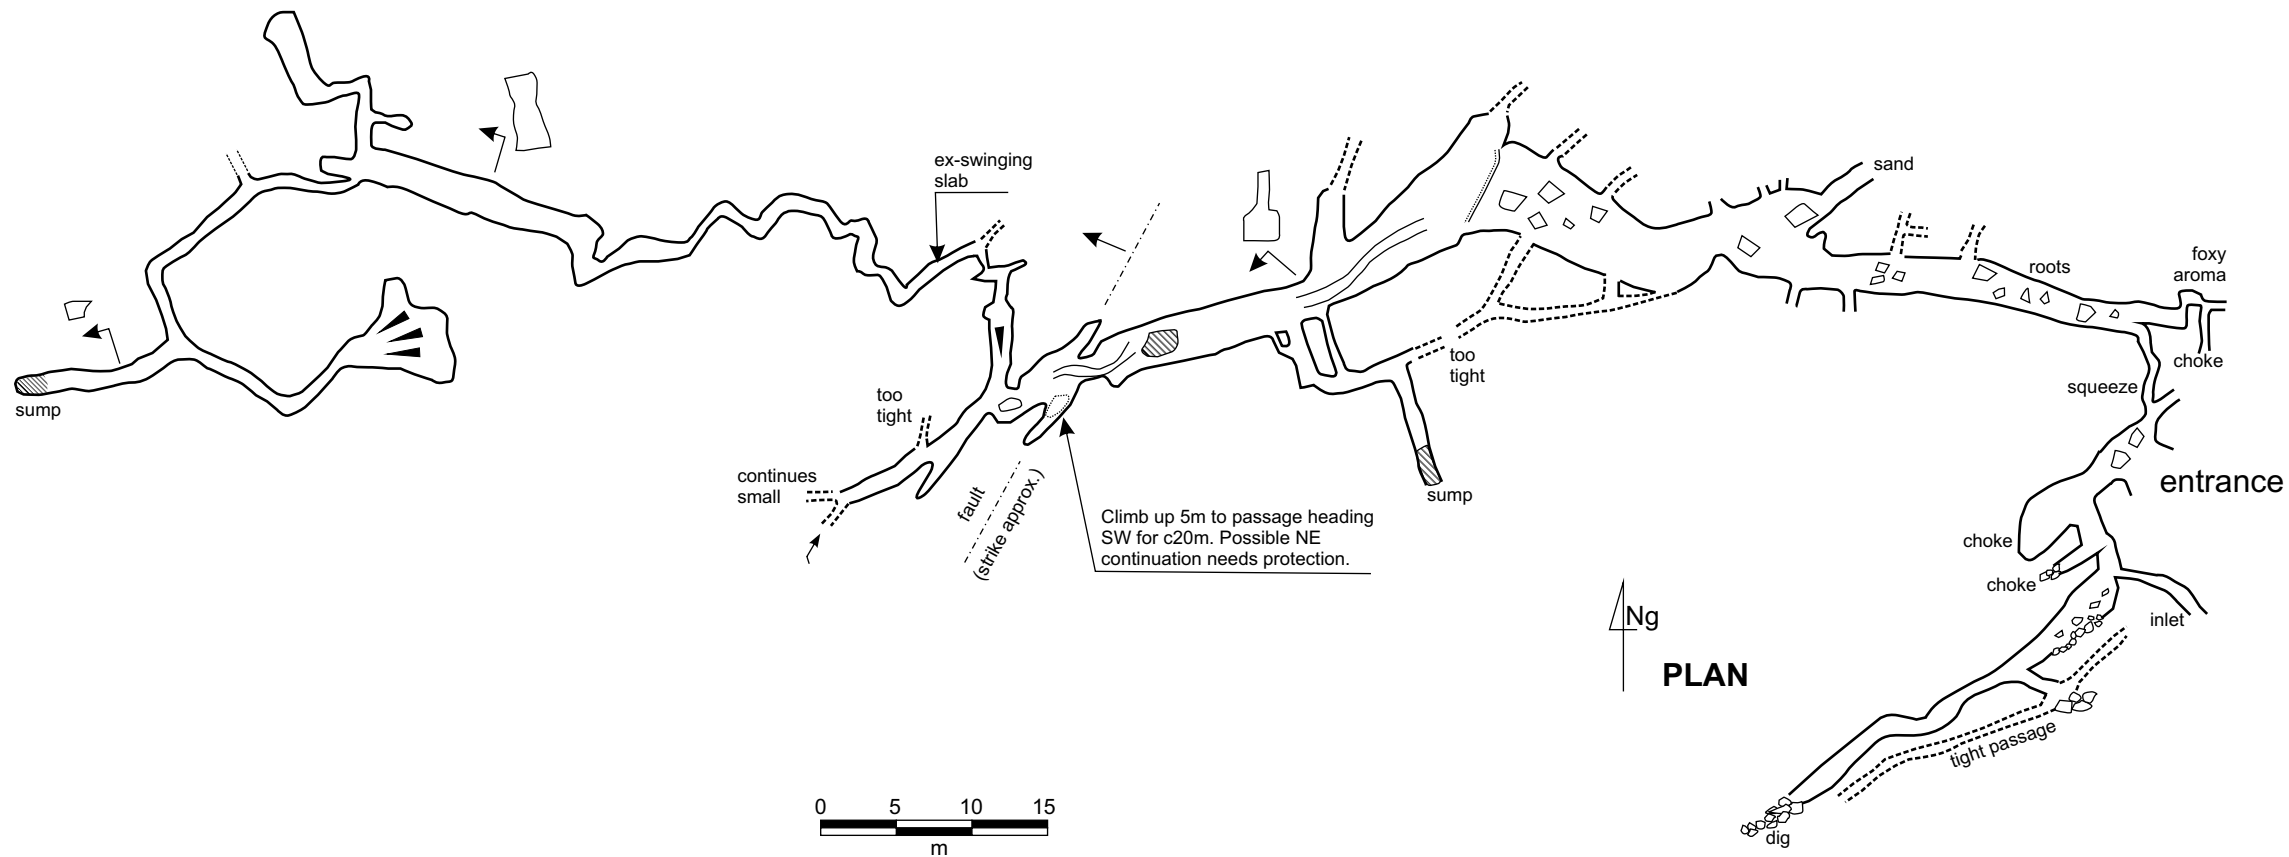 ex-swinging
slab
sand
foxy
aroma
roots
choke
squeeze
too
tight
too
tight
sump
continues
small
fault
(strike approx.)
sump
entrance
Climb up 5m to passage heading
SW for c20m. Possible NE
continuation needs protection.
choke
choke
inlet
Ng
PLAN
tight passage
dig
0 5 10 15
m